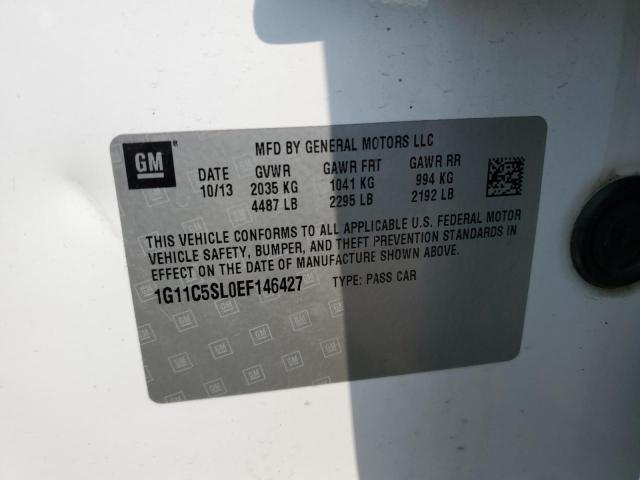 GM
MFD BY GENERAL MOTORS LLC
DATE GVWR GAWR FRT GAWR RR
10/13 2035 KG 1041 KG 994 KG
4487 LB 2295 LB 2192 LB
THIS VEHICLE CONFORMS TO ALL APPLICABLE U.S. FEDERAL MOTOR
VEHICLE SAFETY, BUMPER, AND THEFT PREVENTION STANDARDS IN
EFFECT ON THE DATE OF MANUFACTURE SHOWN ABOVE.
1G11C5SL0EF146427 TYPE: PASS CAR